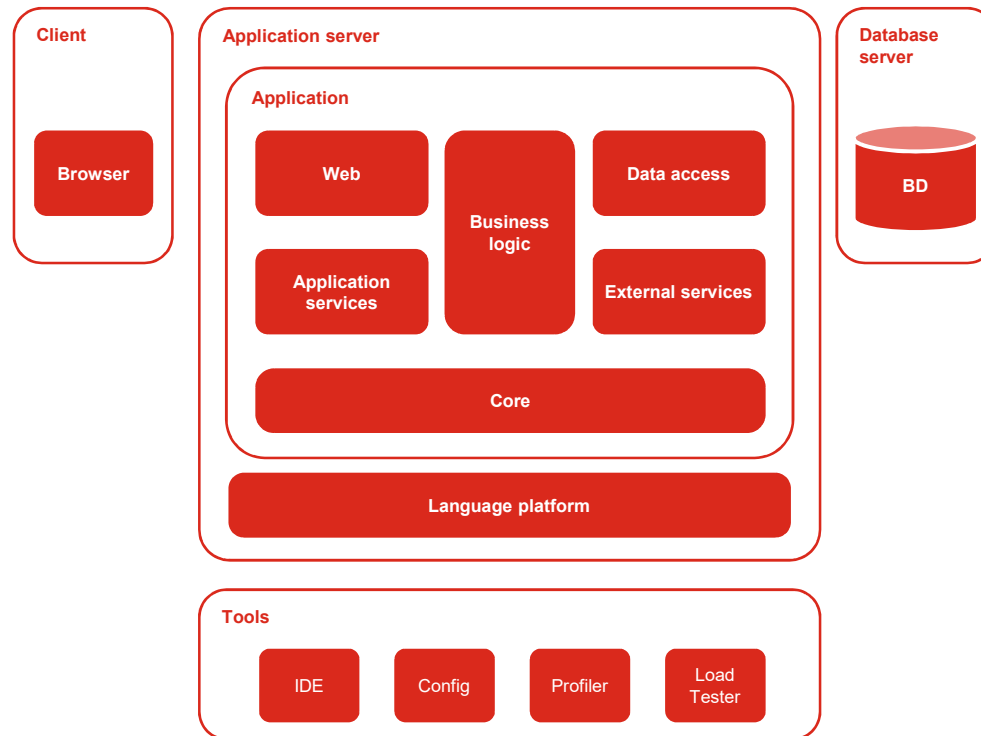 Client
Browser
Application server
Application
Web
Business
logic
Data access
Application
services
External services
Core
Language platform
Database
server
BD
Tools
IDE
Config
Profiler
Load
Tester